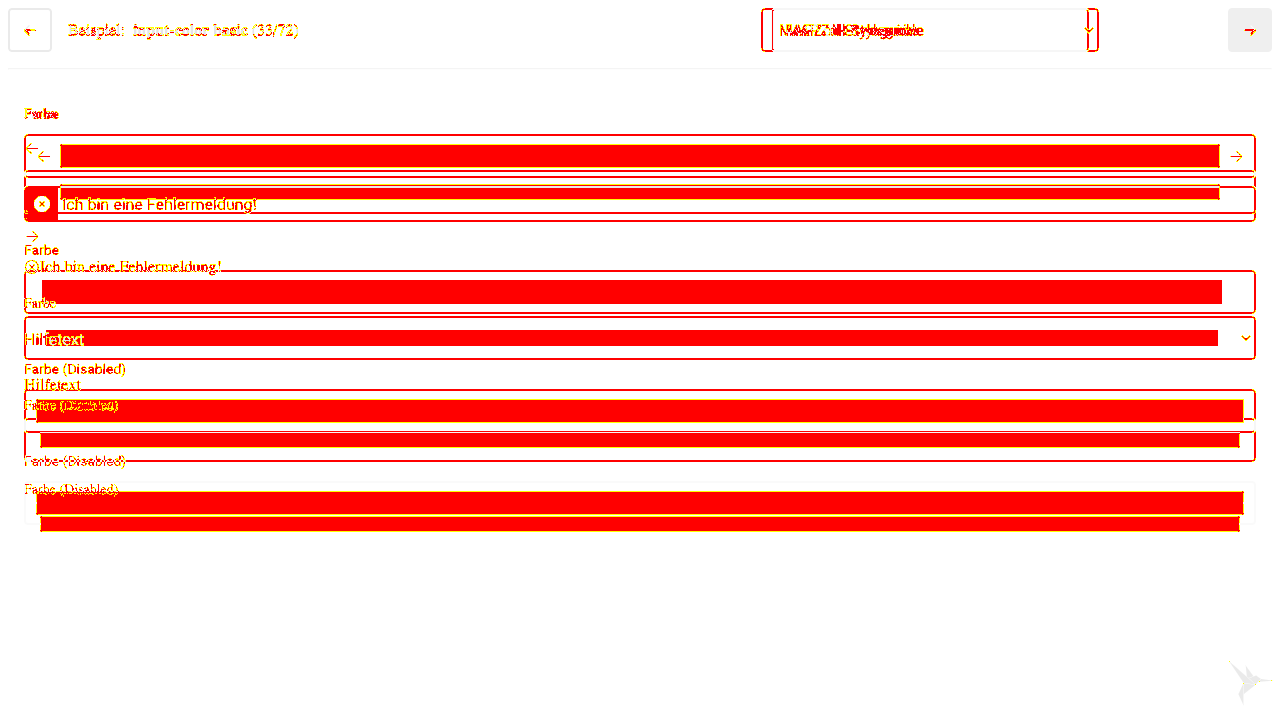 ← Beispiel: input-color basic (33/72) →
Farbe
← →
←
Ich bin eine Fehlermeldung!
→
Farbe
Ich bin eine Fehlermeldung!
Farbe
Hilfetext
Farbe (Disabled)
Hilfetext
Farbe (Disabled)
Farbe (Disabled)
Farbe (Disabled)